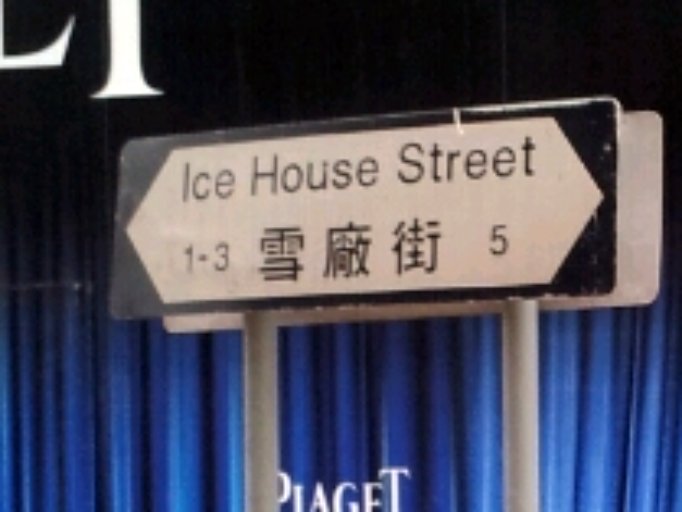 Ice House Street
1-3 雪廠街 5
PIAGET